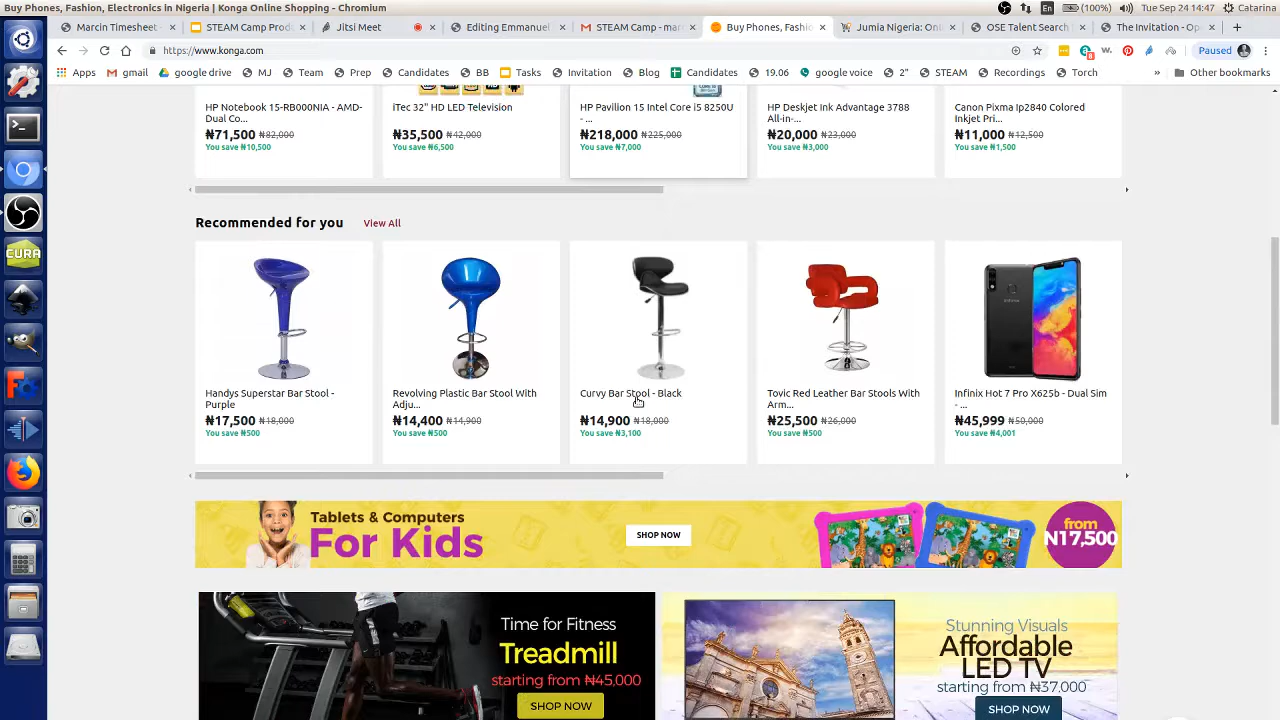 Buy Phones, Fashion, Electronics in Nigeria | Konga Online Shopping - Chromium
En
(100%)
Tue Sep 24 14:47
Catarina
Marcin Timesheet -
STEAM Camp Pro
Jitsi Meet
Editing Emmanuel
STEAM Camp - mar
Buy Phones, Fashio
Jumia Nigeria: Onl
OSE Talent Search
The Invitation - Op
https://www.konga.com
Paused
Apps
gmail
google drive
MJ
Team
Prep
Candidates
BB
Tasks
Invitation
Blog
Candidates
19.06
google voice
2"
STEAM
Recordings
Torch
»
Other bookmarks
HP Notebook 15-RB000NIA - AMD-
Dual Co...
₦71,500 ₦82,000
You save ₦10,500
iTec 32" HD LED Television
₦35,500 ₦42,000
You save ₦6,500
HP Pavilion 15 Intel Core i5 8250U
- ...
₦218,000 ₦225,000
You save ₦7,000
HP Deskjet Ink Advantage 3788
All-in-...
₦20,000 ₦23,000
You save ₦3,000
Canon Pixma Ip2840 Colored
Inkjet Pri...
₦11,000 ₦12,500
You save ₦1,500
Recommended for you View All
Handys Superstar Bar Stool -
Purple
₦17,500 ₦18,000
You save ₦500
Revolving Plastic Bar Stool With
Adju...
₦14,400 ₦14,900
You save ₦500
Curvy Bar Stool - Black
₦14,900 ₦18,000
You save ₦3,100
Tovic Red Leather Bar Stools With
Arm...
₦25,500 ₦26,000
You save ₦500
Infinix Hot 7 Pro X625b - Dual Sim
- ...
₦45,999 ₦50,000
You save ₦4,001
Tablets & Computers
For Kids
SHOP NOW
from
N17,500
Time for Fitness
Treadmill
starting from ₦45,000
SHOP NOW
Stunning Visuals
Affordable
LED TV
starting from ₦37,000
SHOP NOW
CURA